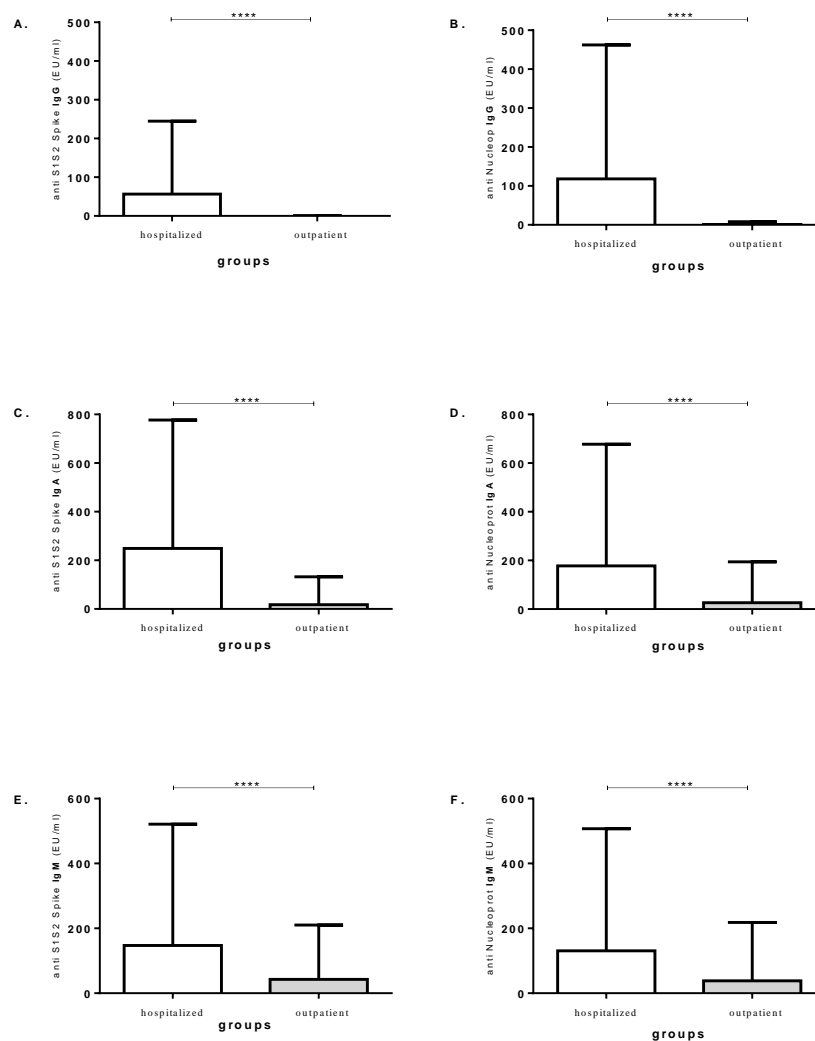 A.
****
anti S1S2 Spike IgG (EU/ml)
500
400
300
200
100
0
hospitalized outpatient
groups
B.
****
anti Nucleop IgG (EU/ml)
500
400
300
200
100
0
hospitalized outpatient
groups
C.
****
anti S1S2 Spike IgA (EU/ml)
800
600
400
200
0
hospitalized outpatient
groups
D.
****
anti Nucleoprot IgA (EU/ml)
800
600
400
200
0
hospitalized outpatient
groups
E.
****
anti S1S2 Spike IgM (EU/ml)
600
400
200
0
hospitalized outpatient
groups
F.
****
anti Nucleoprot IgM (EU/ml)
600
400
200
0
hospitalized outpatient
groups